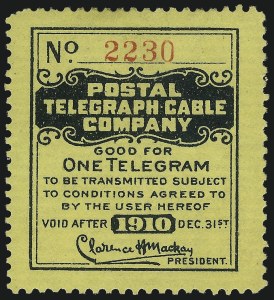 No. 2230
POSTAL
TELEGRAPH-CABLE
COMPANY
GOOD FOR
ONE TELEGRAM
TO BE TRANSMITTED SUBJECT
TO CONDITIONS AGREED TO
BY THE USER HEREOF
VOID AFTER 1910 DEC. 31ST
Clarence H Mackay
PRESIDENT.